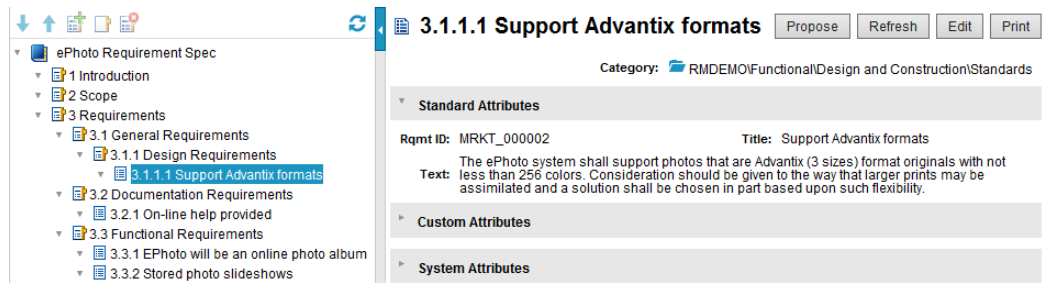 ePhoto Requirement Spec
1 Introduction
2 Scope
3 Requirements
3.1 General Requirements
3.1.1 Design Requirements
3.1.1.1 Support Advantix formats
3.2 Documentation Requirements
3.2.1 On-line help provided
3.3 Functional Requirements
3.3.1 EPhoto will be an online photo album
3.3.2 Stored photo slideshows
3.1.1.1 Support Advantix formats
Propose Refresh Edit Print
Category: RMDEMO\Functional\Design and Construction\Standards
Standard Attributes
Rqmt ID: MRKT_000002 Title: Support Advantix formats
The ePhoto system shall support photos that are Advantix (3 sizes) format originals with not
Text: less than 256 colors. Consideration should be given to the way that larger prints may be
assimilated and a solution shall be chosen in part based upon such flexibility.
Custom Attributes
System Attributes